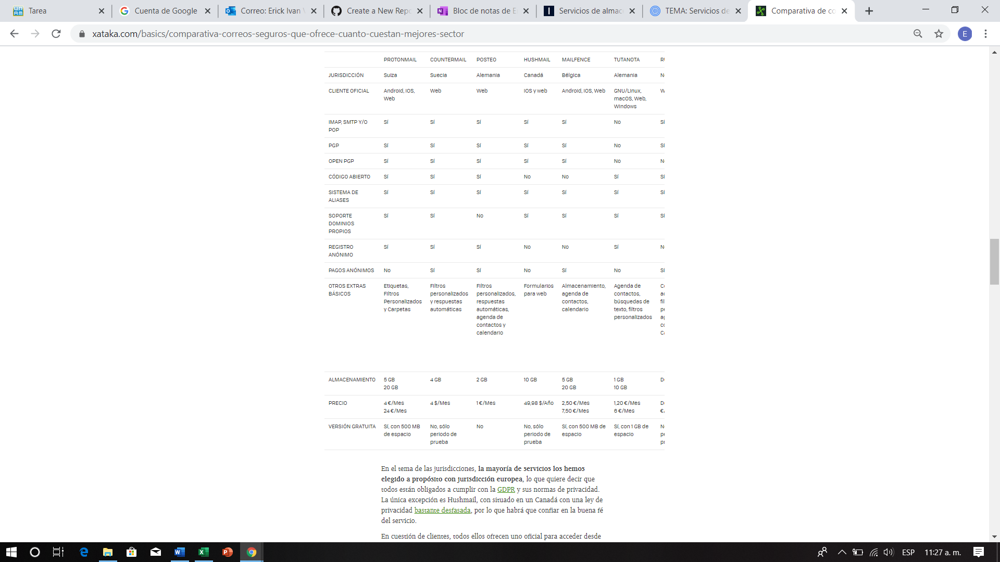 Tarea
Cuenta de Google
Correo: Erick Ivan
Create a New Repo
Bloc de notas de E
Servicios de almac
TEMA: Servicios de
Comparativa de co
xataka.com/basics/comparativa-correos-seguros-que-ofrece-cuanto-cuestan-mejores-sector
E
PROTONMAIL COUNTERMAIL POSTEO HUSHMAIL MAILFENCE TUTANOTA
JURISDICCIÓN Suiza Suecia Alemania Canadá Bélgica Alemania
CLIENTE OFICIAL Android, iOS, Web Web iOS y web Android, iOS, Web GNU/Linux,
Web macOS, Web,
Windows
IMAP, SMTP Y/O Sí Sí Sí Sí Sí No Sí
POP
PGP Sí Sí Sí Sí Sí No Sí
OPEN PGP Sí Sí Sí Sí Sí No
CÓDIGO ABIERTO Sí Sí Sí No No Sí Sí
SISTEMA DE Sí Sí Sí Sí Sí Sí Sí
ALIASES
SOPORTE Sí Sí No Sí Sí Sí Sí
DOMINIOS
PROPIOS
REGISTRO Sí Sí Sí No No Sí
ANÓNIMO
PAGOS ANÓNIMOS No Sí Sí No Sí No Sí
OTROS EXTRAS Etiquetas, Filtros Filtros Formularios Almacenamiento, Agenda de
BÁSICOS Filtros personalizados personalizados, para web agenda de contactos,
Personalizados y respuestas respuestas contactos, búsquedas de
y Carpetas automáticas automáticas, calendario texto, filtros
agenda de personalizados
contactos y
calendario
ALMACENAMIENTO 5 GB 4 GB 2 GB 10 GB 5 GB 1 GB
20 GB 20 GB 10 GB
PRECIO 4 €/Mes 4 $/Mes 1 €/Mes 49,98 $/Año 2,50 €/Mes 1,20 €/Mes
24 €/Mes 7,50 €/Mes 6 €/Mes
VERSIÓN GRATUITA Sí, con 500 MB No, sólo No No, sólo Sí, con 500 MB de Sí, con 1 GB de
de espacio periodo de periodo de espacio espacio
prueba prueba
En el tema de las jurisdicciones, la mayoría de servicios los hemos
elegido a propósito con jurisdicción europea, lo que quiere decir que
todos están obligados a cumplir con la GDPR y sus normas de privacidad.
La única excepción es Hushmail, con situado en un Canadá con una ley de
privacidad bastante desfasada, por lo que habrá que confiar en la buena fé
del servicio.
En cuestión de clientes, todos ellos ofrecen uno oficial para acceder desde
ESP
11:27 a. m.